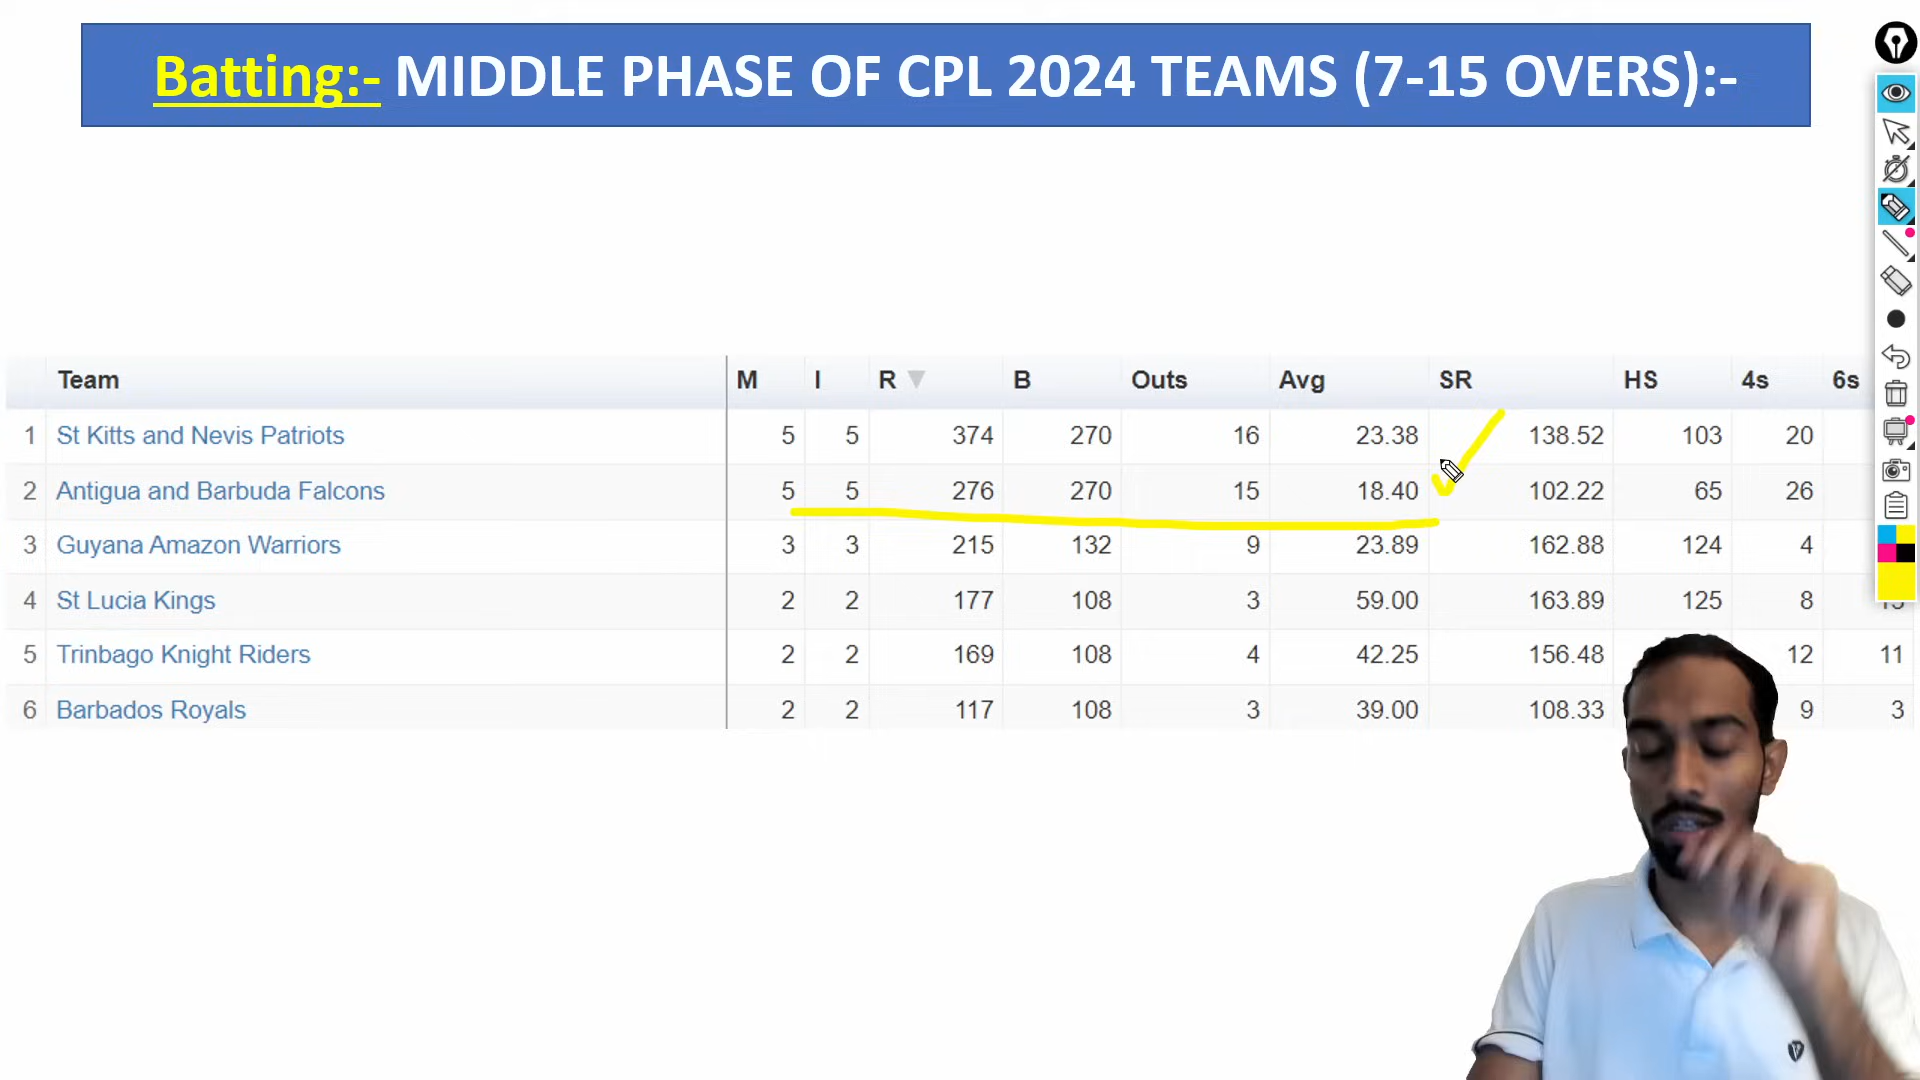 Batting:- MIDDLE PHASE OF CPL 2024 TEAMS (7-15 OVERS):-
Team M I R B Outs Avg SR HS 4s 6s
1 St Kitts and Nevis Patriots 5 5 374 270 16 23.38 138.52 103 20
2 Antigua and Barbuda Falcons 5 5 276 270 15 18.40 102.22 65 26
3 Guyana Amazon Warriors 3 3 215 132 9 23.89 162.88 124 4
4 St Lucia Kings 2 2 177 108 3 59.00 163.89 125 8
5 Trinbago Knight Riders 2 2 169 108 4 42.25 156.48 12 11
6 Barbados Royals 2 2 117 108 3 39.00 108.33 9 3